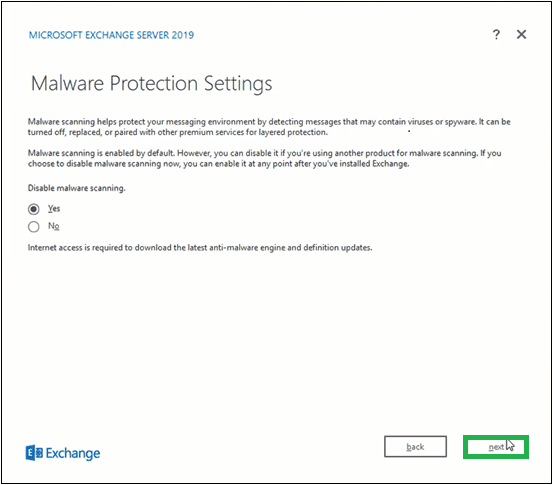 MICROSOFT EXCHANGE SERVER 2019
?
Malware Protection Settings
Malware scanning helps protect your messaging environment by detecting messages that may contain viruses or spyware. It can be
turned off, replaced, or paired with other premium services for layered protection.
Malware scanning is enabled by default. However, you can disable it if you're using another product for malware scanning. If you
choose to disable malware scanning now, you can enable it at any point after you've installed Exchange.
Disable malware scanning.
Yes
No
Internet access is required to download the latest anti-malware engine and definition updates.
Exchange
back
next